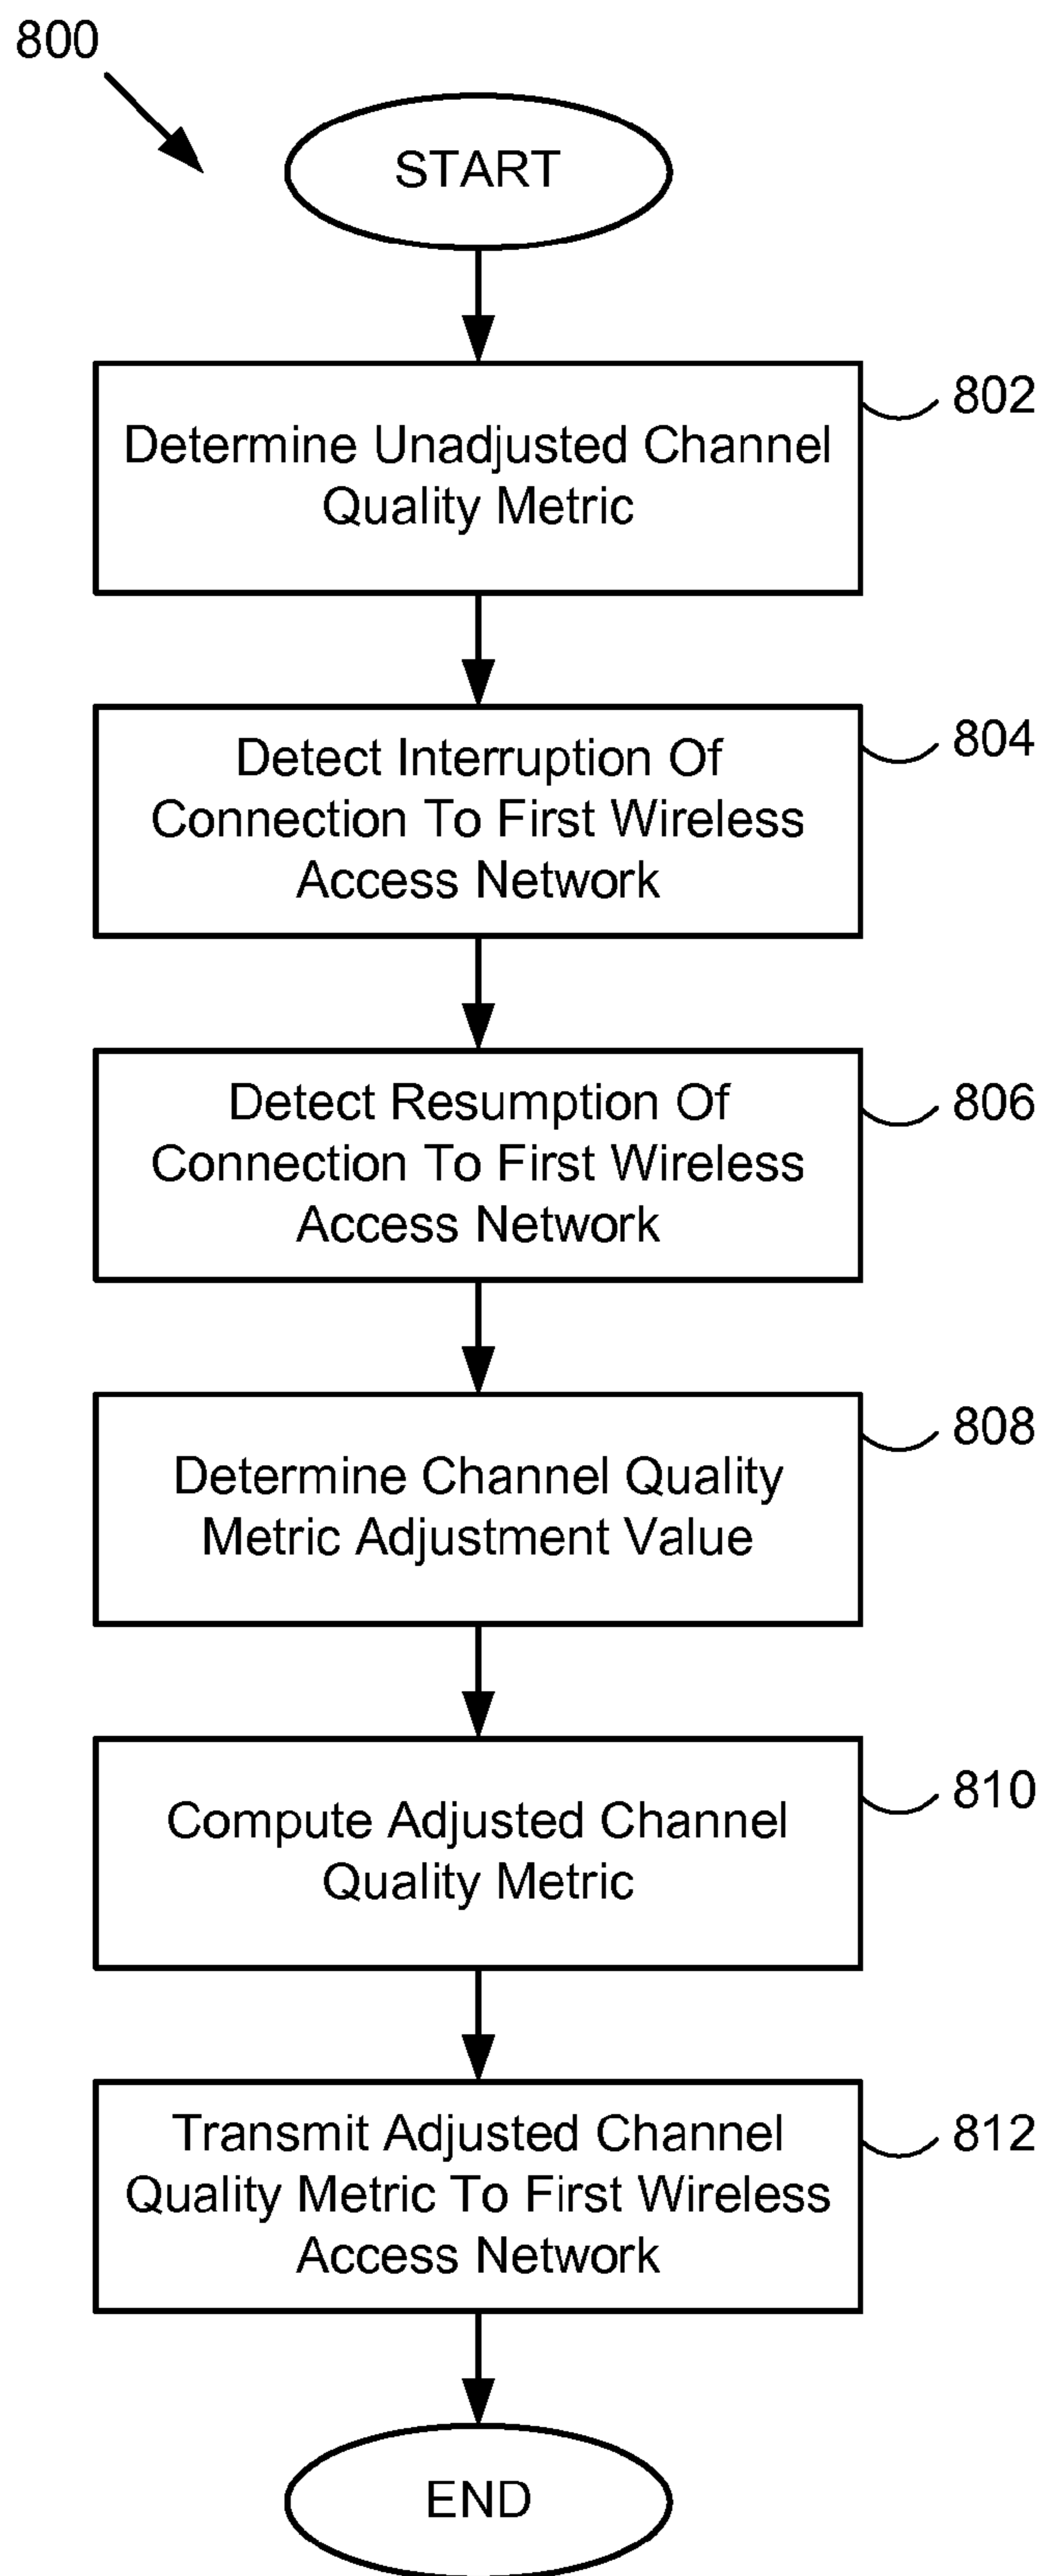 800
START
Determine Unadjusted Channel
Quality Metric
802
Detect Interruption Of
Connection To First Wireless
Access Network
804
Detect Resumption Of
Connection To First Wireless
Access Network
806
Determine Channel Quality
Metric Adjustment Value
808
Compute Adjusted Channel
Quality Metric
810
Transmit Adjusted Channel
Quality Metric To First Wireless
Access Network
812
END